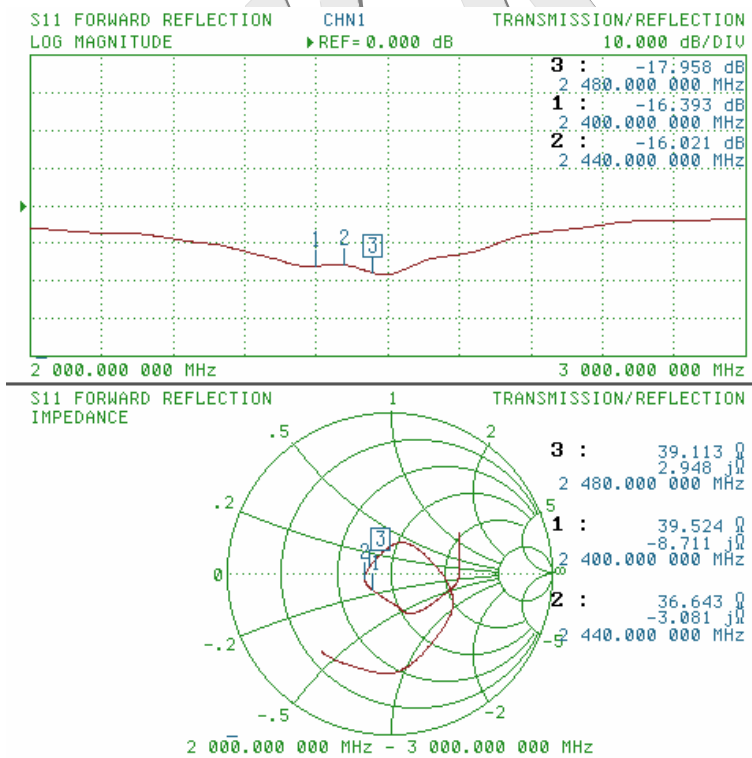 S11 FORWARD REFLECTION CHN1 TRANSMISSION/REFLECTION
LOG MAGNITUDE ▶REF= 0.000 dB 10.000 dB/DIV
3 : -17.958 dB
2 480.000 000 MHz
1 : -16.393 dB
2 400.000 000 MHz
2 : -16.021 dB
2 440.000 000 MHz
1 2 3
2 000.000 000 MHz 3 000.000 000 MHz
S11 FORWARD REFLECTION 1 TRANSMISSION/REFLECTION
IMPEDANCE
.5 2
3 : 39.113 Ω
2.948 jΩ
2 480.000 000 MHz
.2 5
1 : 39.524 Ω
-8.711 jΩ
2 400.000 000 MHz
3
2
1
0 ∞
2 : 36.643 Ω
-3.081 jΩ
2 440.000 000 MHz
-.2 -5
-.5 -2
2 000.000 000 MHz - 3 000.000 000 MHz